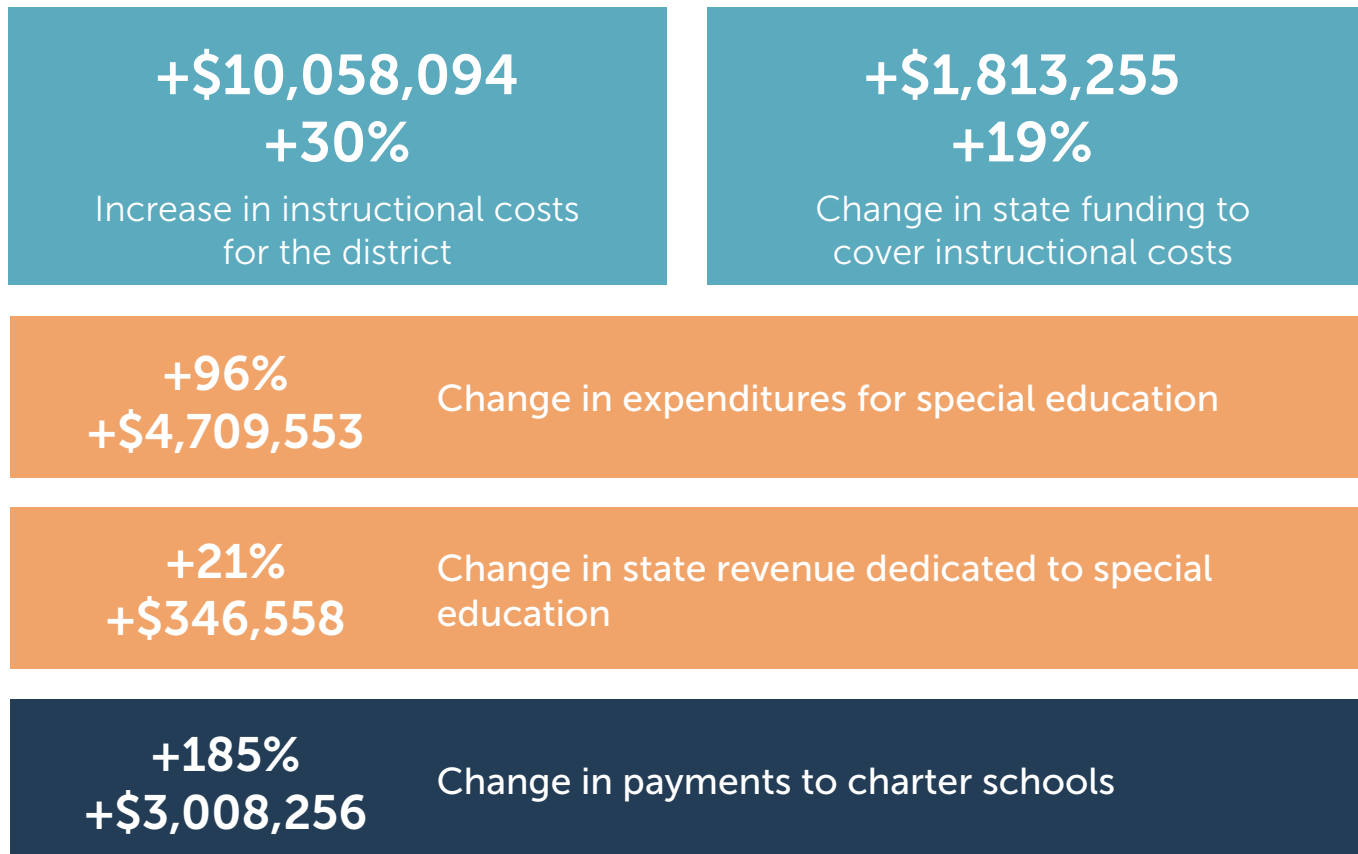 +$10,058,094
+30%
Increase in instructional costs
for the district
+$1,813,255
+19%
Change in state funding to
cover instructional costs
+96%
+$4,709,553
Change in expenditures for special education
+21%
+$346,558
Change in state revenue dedicated to special
education
+185%
+$3,008,256
Change in payments to charter schools